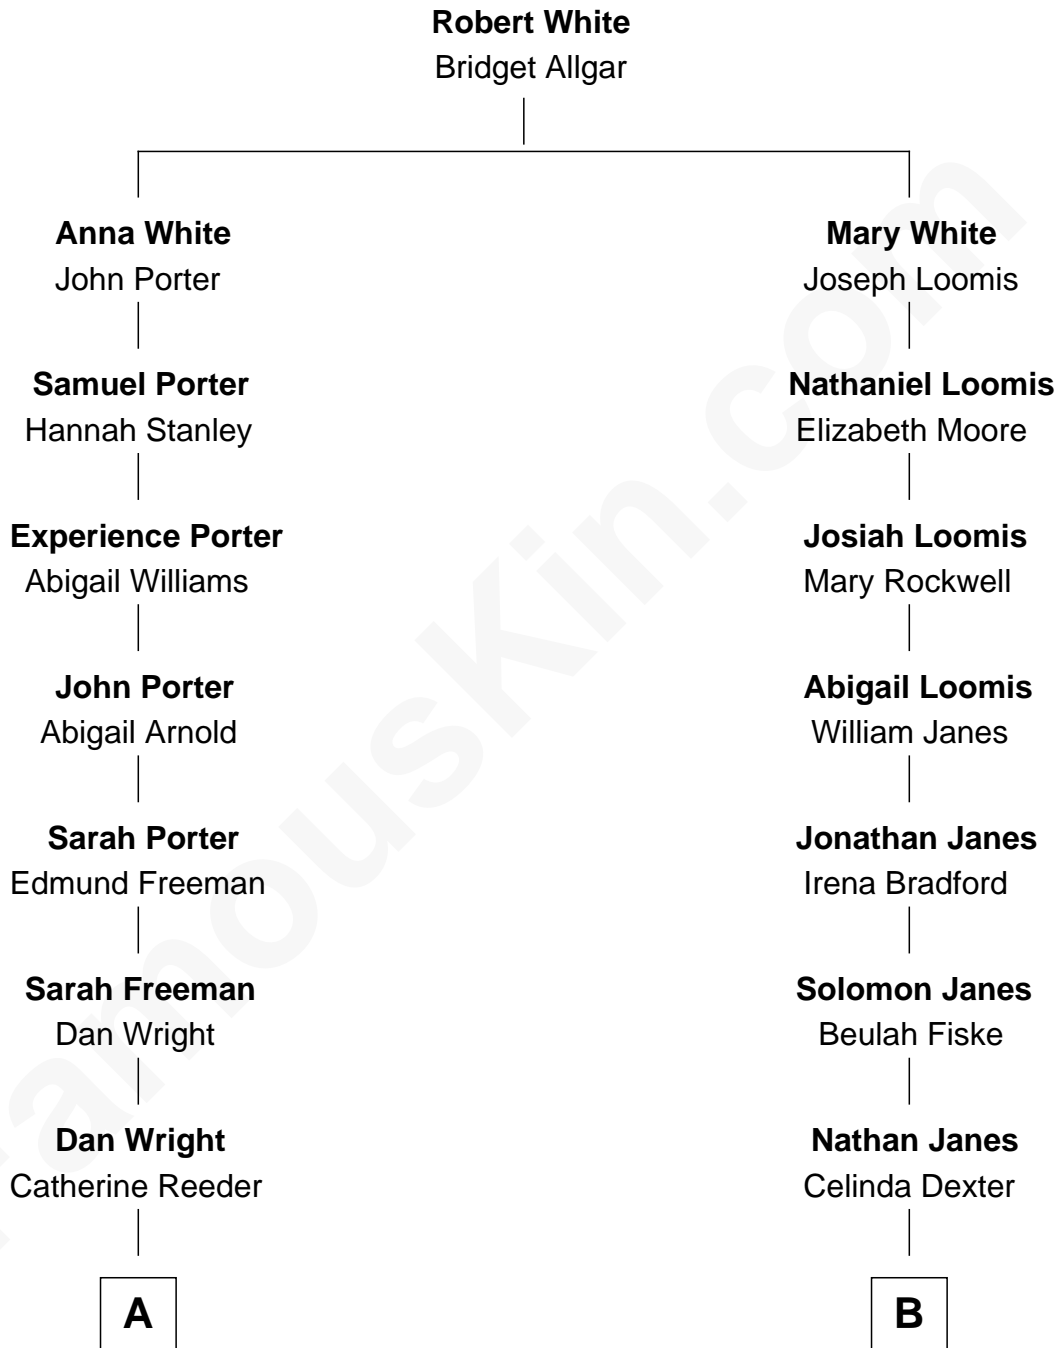 Robert White
Bridget Allgar
Anna White
John Porter
Mary White
Joseph Loomis
Samuel Porter
Hannah Stanley
Nathaniel Loomis
Elizabeth Moore
Experience Porter
Abigail Williams
Josiah Loomis
Mary Rockwell
John Porter
Abigail Arnold
Abigail Loomis
William Janes
Sarah Porter
Edmund Freeman
Jonathan Janes
Irena Bradford
Sarah Freeman
Dan Wright
Solomon Janes
Beulah Fiske
Dan Wright
Catherine Reeder
Nathan Janes
Celinda Dexter
A
B
FamousKin.com